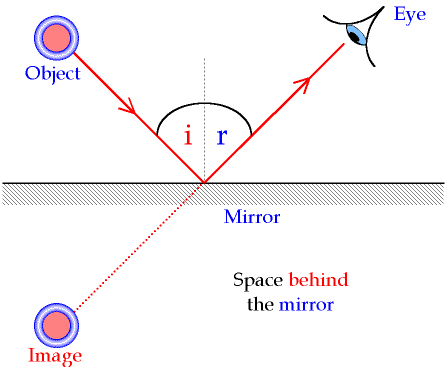 Eye
Object
i r
Mirror
Space behind
the mirror
Image